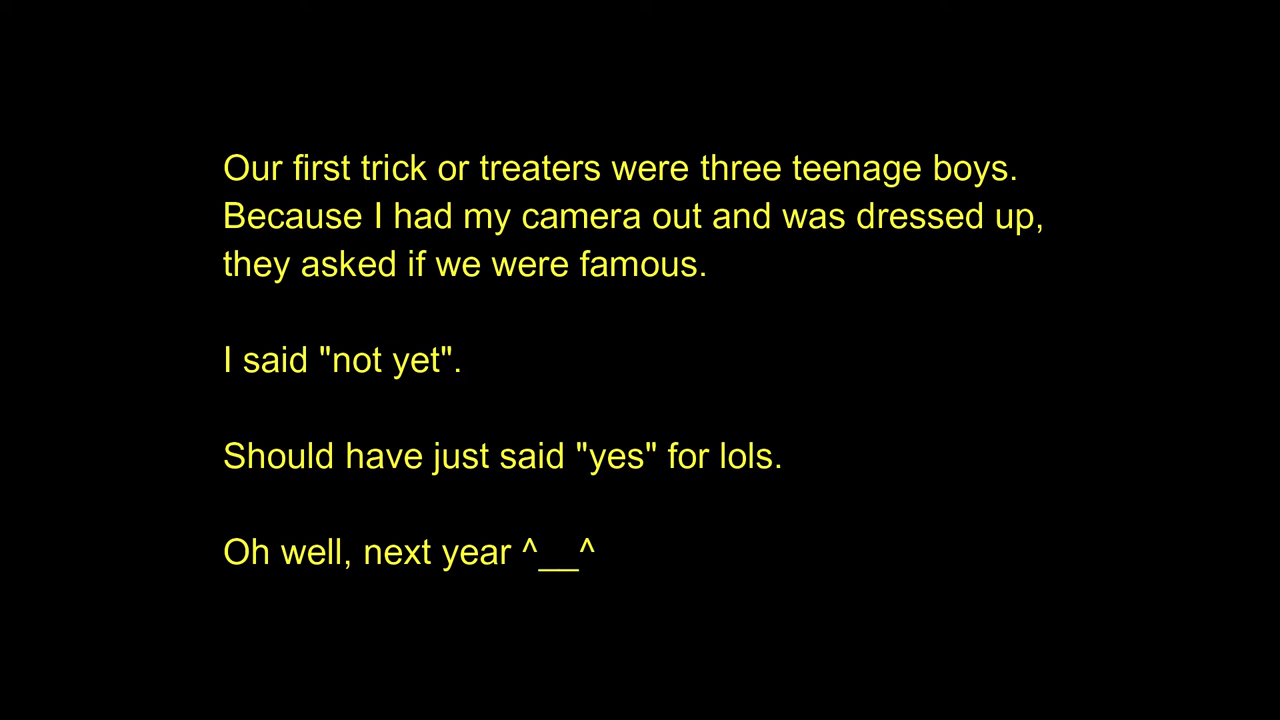 Our first trick or treaters were three teenage boys.
Because I had my camera out and was dressed up,
they asked if we were famous.
I said "not yet".
Should have just said "yes" for lols.
Oh well, next year ^__^